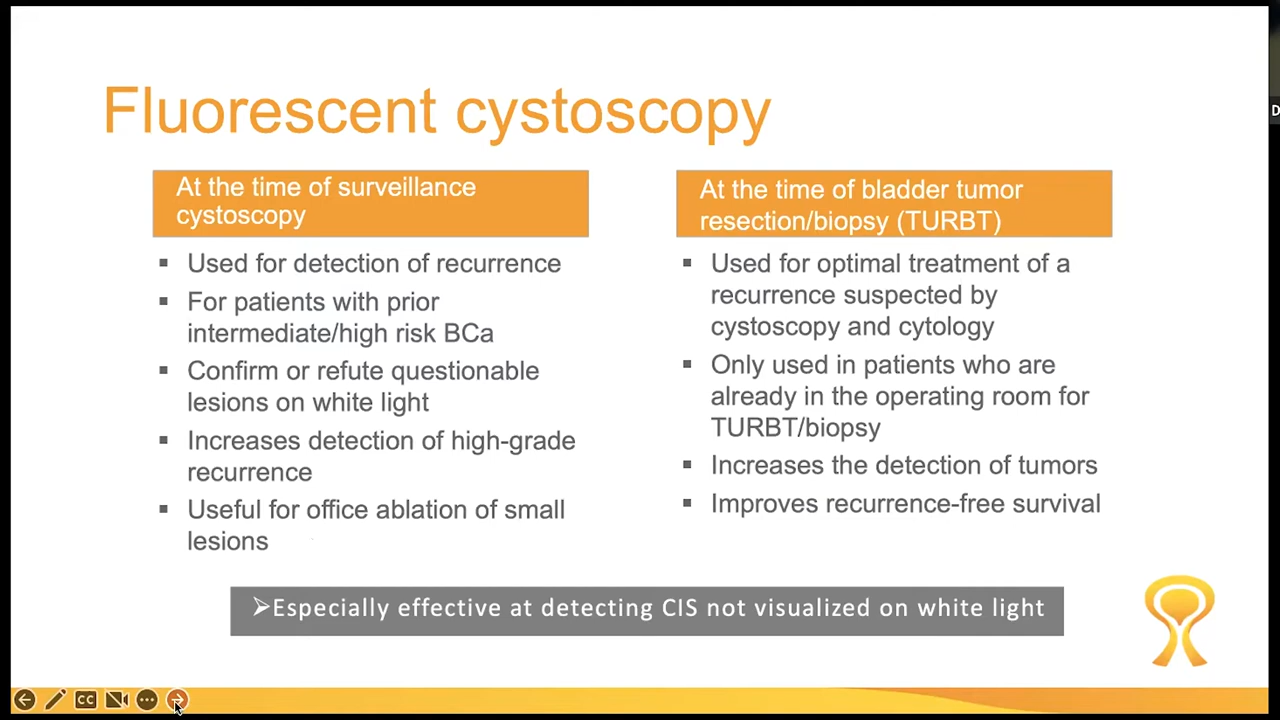 Fluorescent cystoscopy
At the time of surveillance
cystoscopy
▪ Used for detection of recurrence
▪ For patients with prior
intermediate/high risk BCa
▪ Confirm or refute questionable
lesions on white light
▪ Increases detection of high-grade
recurrence
▪ Useful for office ablation of small
lesions
At the time of bladder tumor
resection/biopsy (TURBT)
▪ Used for optimal treatment of a
recurrence suspected by
cystoscopy and cytology
▪ Only used in patients who are
already in the operating room for
TURBT/biopsy
▪ Increases the detection of tumors
▪ Improves recurrence-free survival
➢Especially effective at detecting CIS not visualized on white light
CC
D